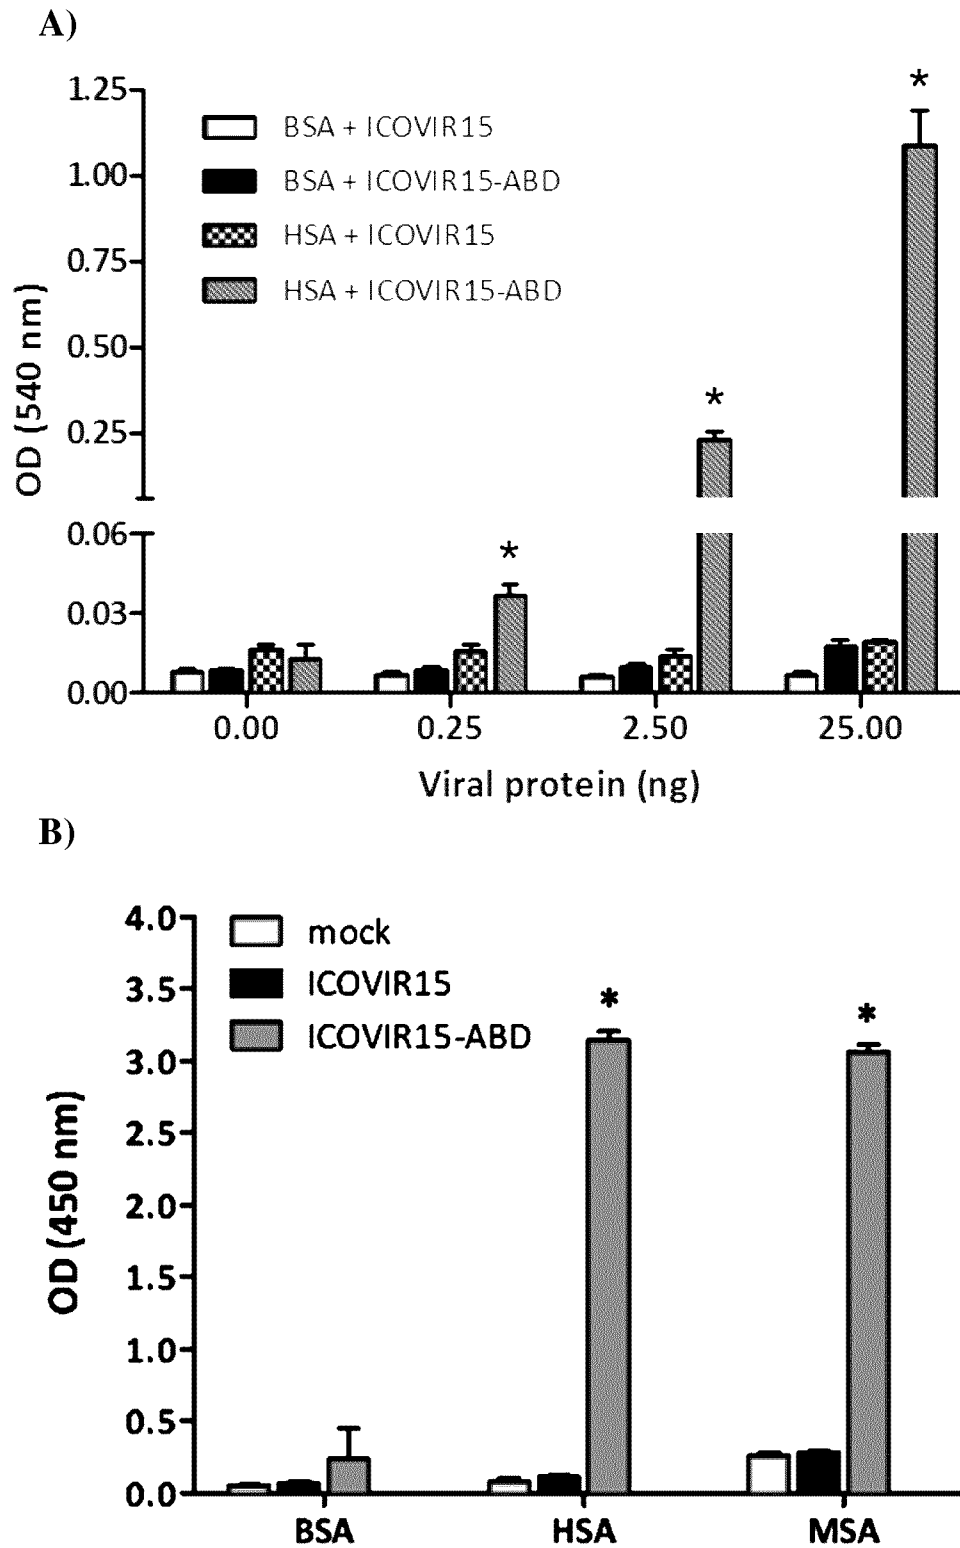 A)
1.25
1.00
0.75
0.50
0.25
0.06
0.03
0.00
OD (540 nm)
BSA + ICOVIR15
BSA + ICOVIR15-ABD
HSA + ICOVIR15
HSA + ICOVIR15-ABD
*
*
*
0.00 0.25 2.50 25.00
Viral protein (ng)
B)
4.0
3.5
3.0
2.5
2.0
1.5
1.0
0.5
0.0
OD (450 nm)
mock
ICOVIR15
ICOVIR15-ABD
*
*
BSA HSA MSA